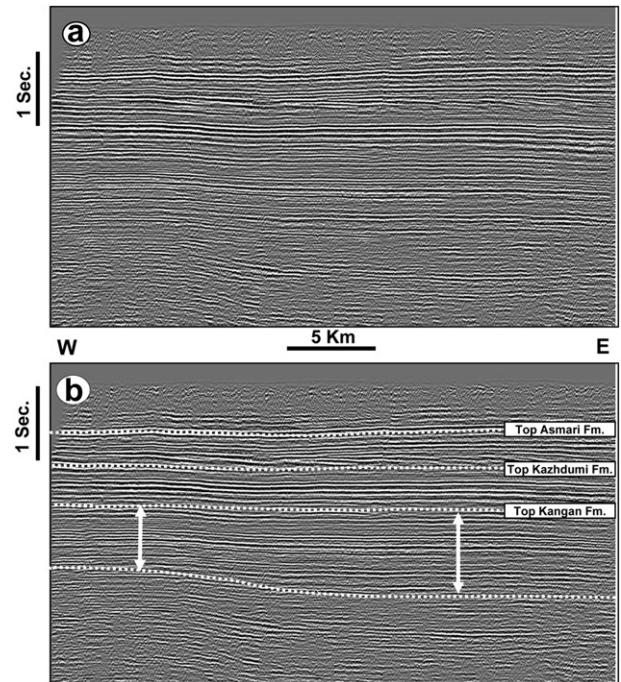 a
1 Sec.
5 Km
W
E
b
1 Sec.
Top Asmari Fm.
Top Kazhdumi Fm.
Top Kangan Fm.